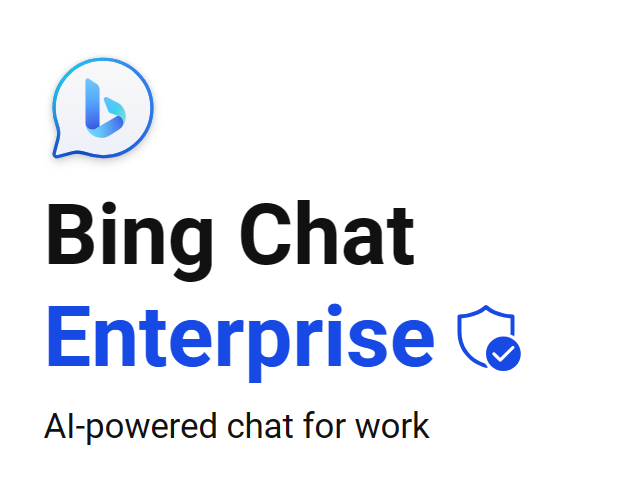 Bing Chat
Enterprise
AI-powered chat for work